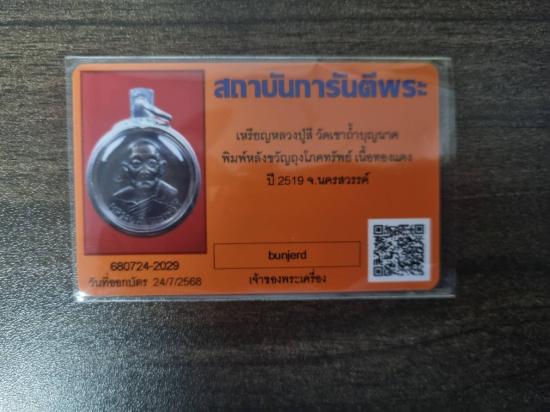 สถาบันการันตีพระ
เหรียญหลวงปู่สี วัดเขาถ้ำบุญนาค
พิมพ์หลังขวัญถุงโภคทรัพย์ เนื้อทองแดง
ปี 2519 จ.นครสวรรค์
bunjerd
เจ้าของพระเครื่อง
680724-2029
วันที่ออกบัตร 24/7/2568